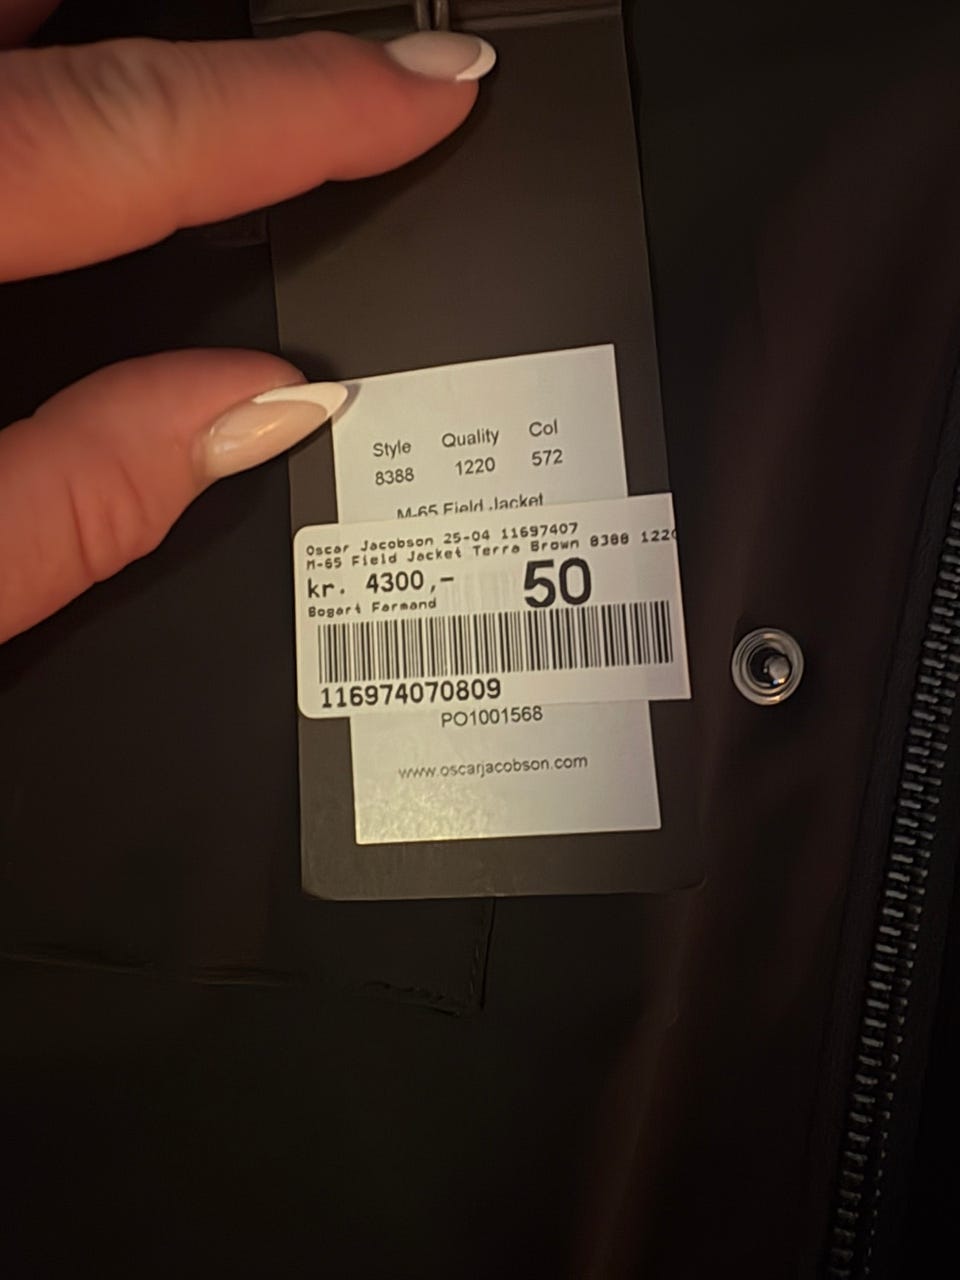 Style Quality Col
8388 1220 572
M-65 Field Jacket
Oscar Jacobson 25-04 11697407
M-65 Field Jacket Terra Brown 8388 1220
kr. 4300,- 50
Bogart Farmand
116974070809
PO1001568
www.oscarjacobson.com